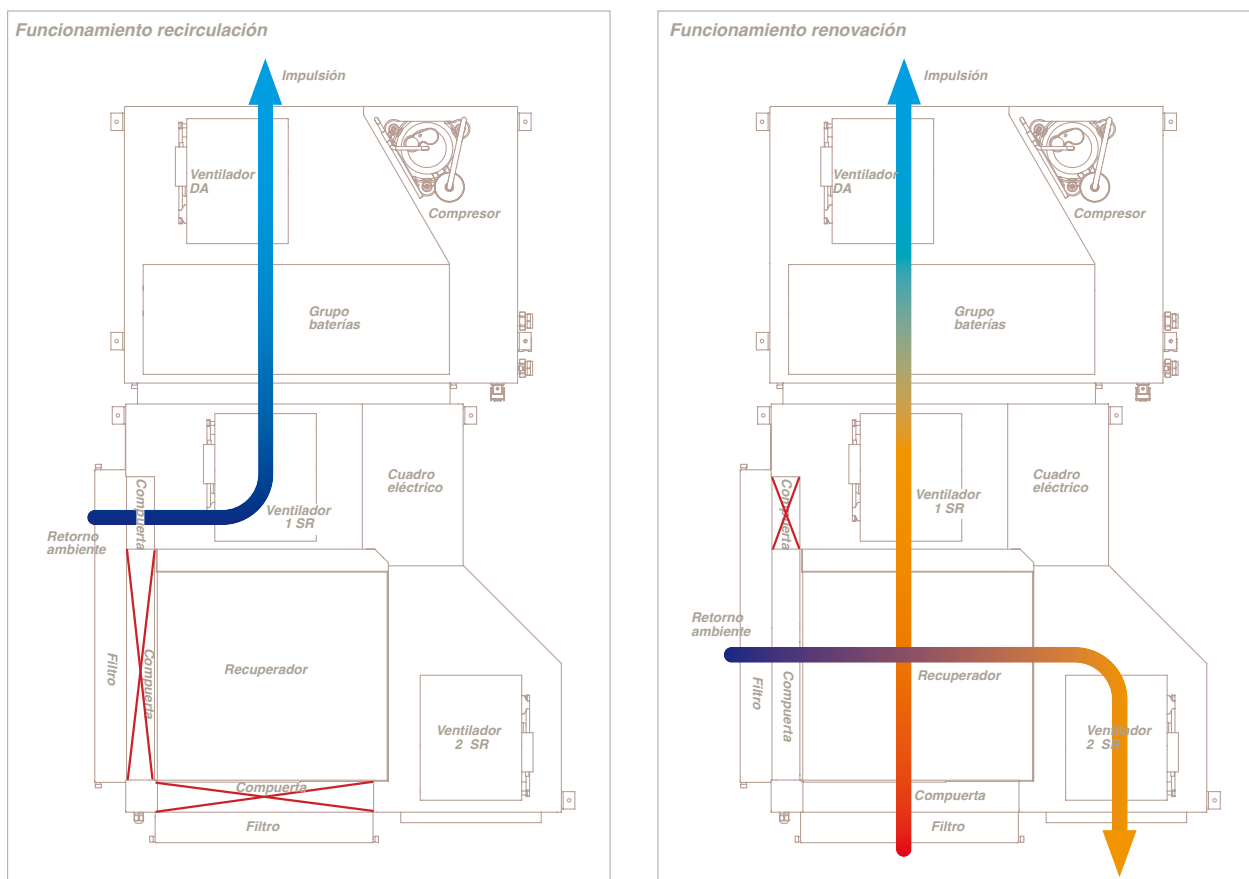 Funcionamiento recirculación
Impulsión
Ventilador
DA
Compresor
Grupo
baterías
Cuadro
eléctrico
Compuerta
Ventilador
1 SR
Retorno
ambiente
Filtro
Compuerta
Recuperador
Ventilador
2 SR
Compuerta
Filtro
Funcionamiento renovación
Impulsión
Ventilador
DA
Compresor
Grupo
baterías
Cuadro
eléctrico
Compuerta
Ventilador
1 SR
Retorno
ambiente
Filtro
Compuerta
Recuperador
Ventilador
2 SR
Compuerta
Filtro